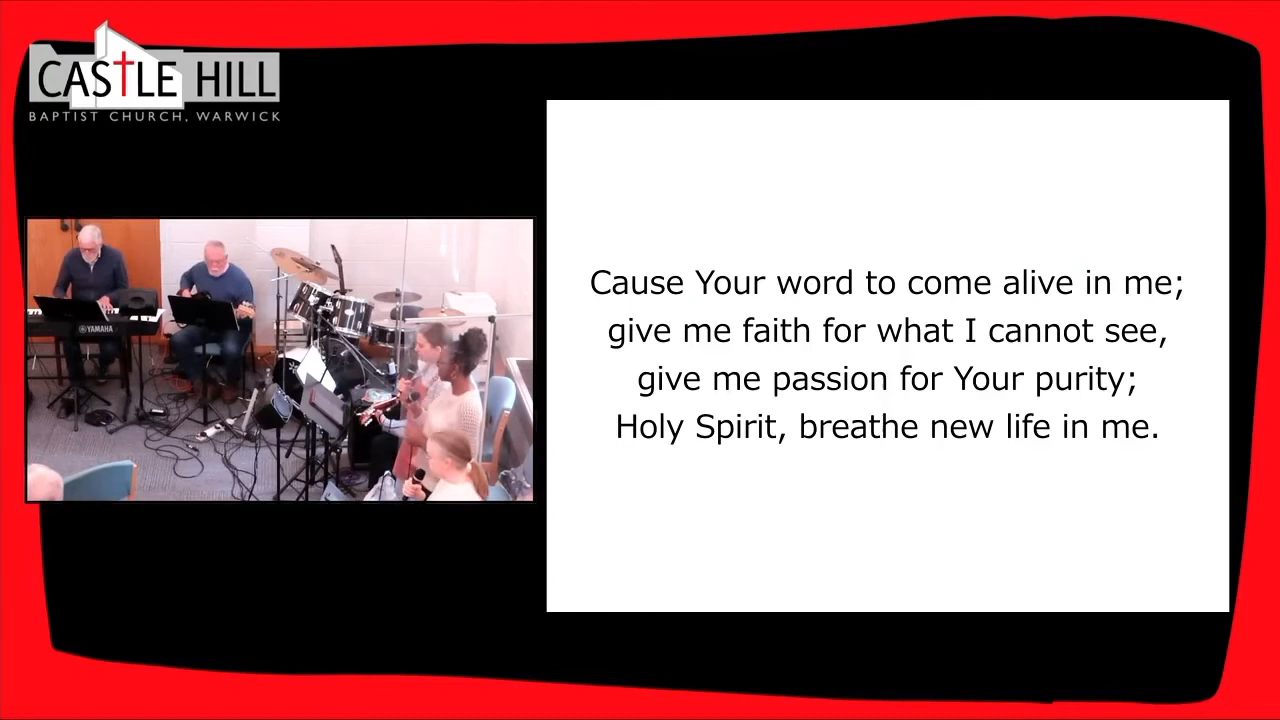 CASTLE HILL
BAPTIST CHURCH, WARWICK
Cause Your word to come alive in me;
give me faith for what I cannot see,
give me passion for Your purity;
Holy Spirit, breathe new life in me.
YAMAHA